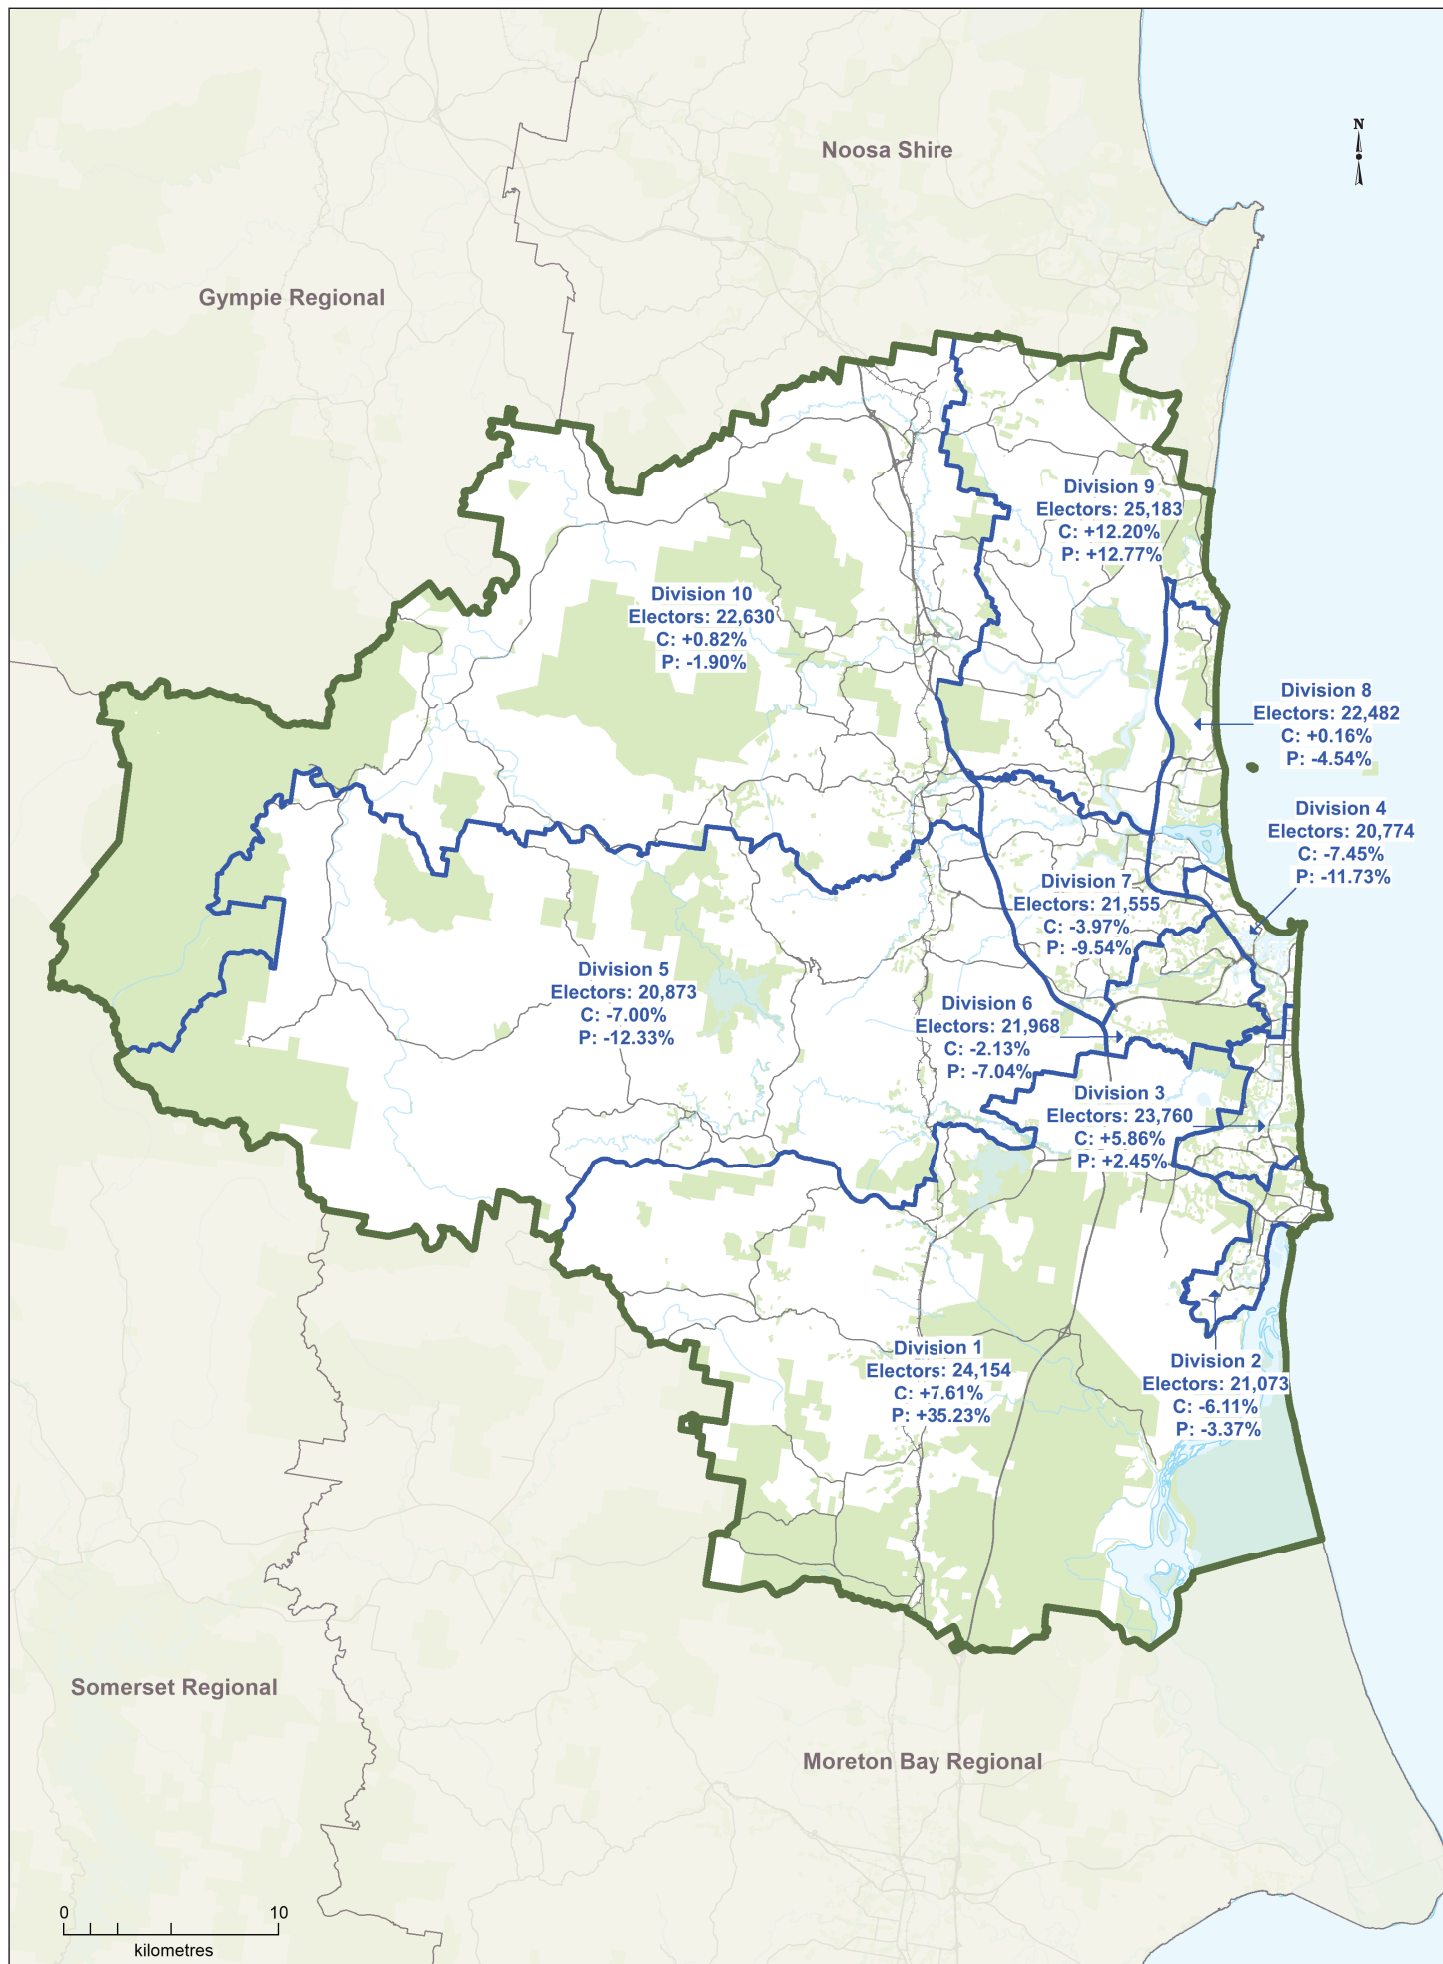 N
Noosa Shire
Gympie Regional
Division 9
Electors: 25,183
C: +12.20%
P: +12.77%
Division 10
Electors: 22,630
C: +0.82%
P: -1.90%
Division 8
Electors: 22,482
C: +0.16%
P: -4.54%
Division 4
Electors: 20,774
C: -7.45%
P: -11.73%
Division 7
Electors: 21,555
C: -3.97%
P: -9.54%
Division 5
Electors: 20,873
C: -7.00%
P: -12.33%
Division 6
Electors: 21,968
C: -2.13%
P: -7.04%
Division 3
Electors: 23,760
C: +5.86%
P: +2.45%
Division 1
Electors: 24,154
C: +7.61%
P: +35.23%
Division 2
Electors: 21,073
C: -6.11%
P: -3.37%
Somerset Regional
Moreton Bay Regional
0 10
kilometres